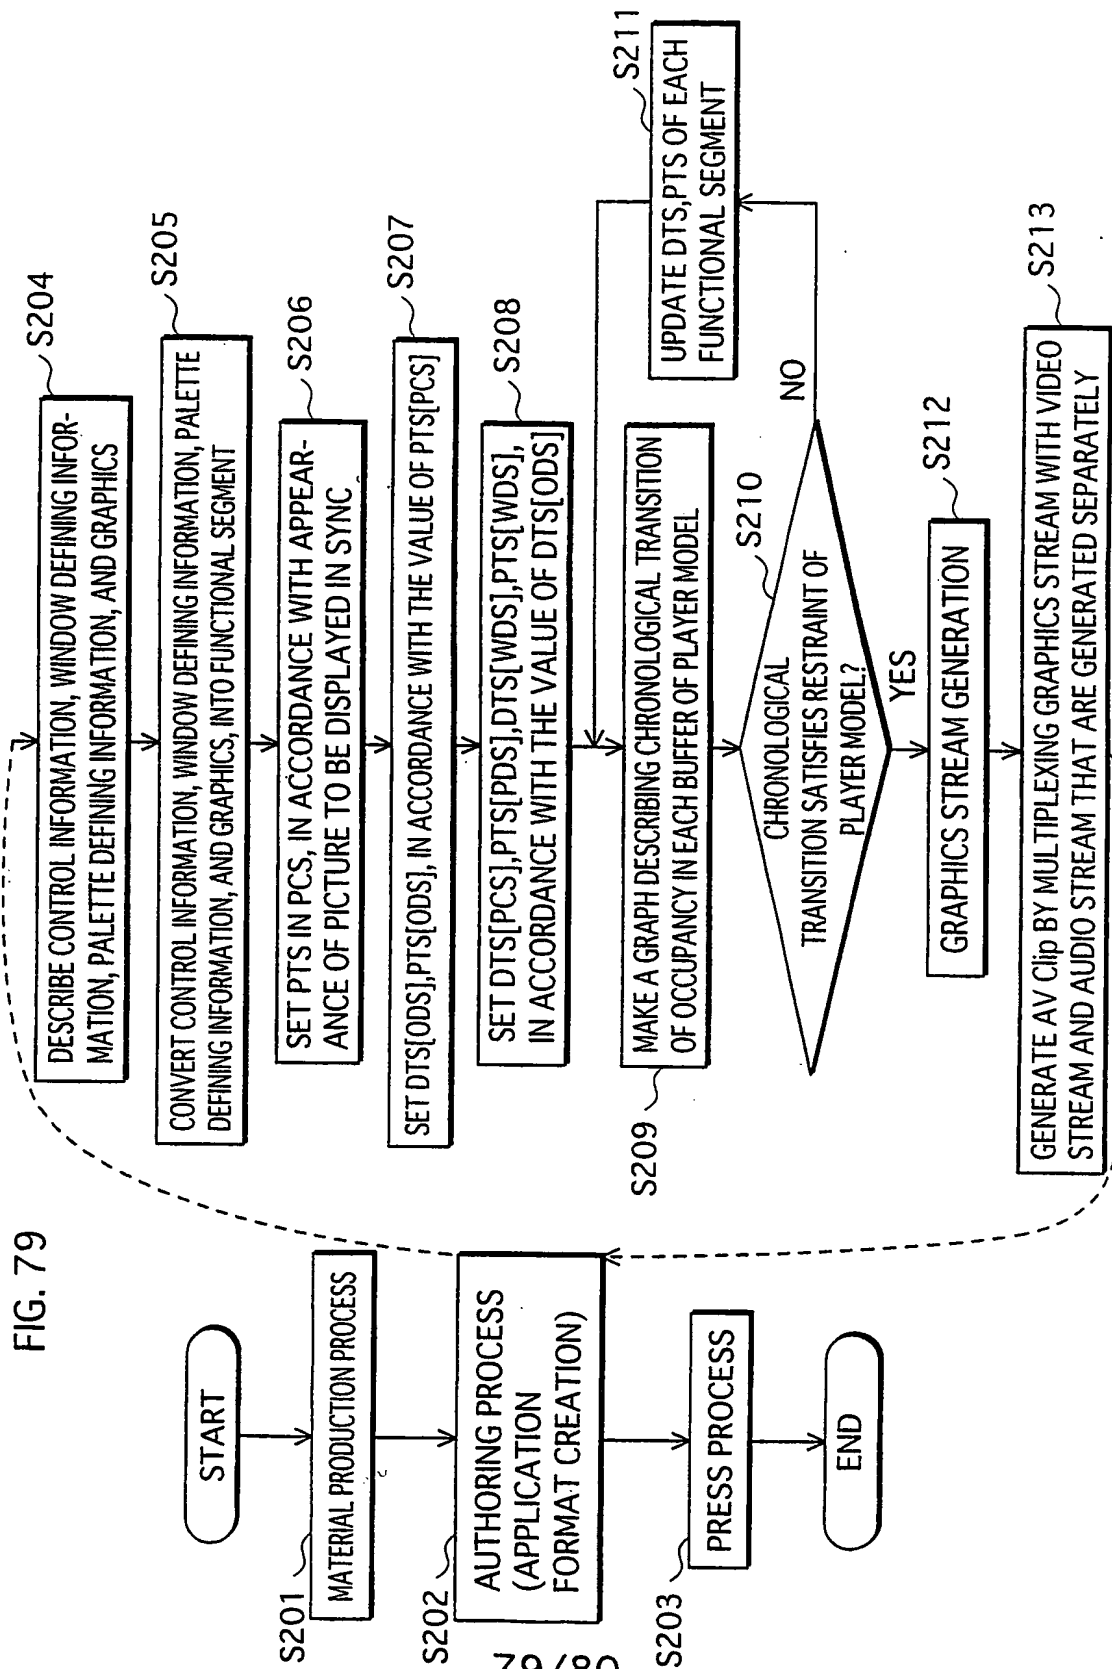 FIG. 79
START
S201
MATERIAL PRODUCTION PROCESS
S202
AUTHORING PROCESS
(APPLICATION
FORMAT CREATION)
S203
PRESS PROCESS
END
S204
DESCRIBE CONTROL INFORMATION, WINDOW DEFINING INFOR-
MATION, PALETTE DEFINING INFORMATION, AND GRAPHICS
S205
CONVERT CONTROL INFORMATION, WINDOW DEFINING INFORMATION, PALETTE
DEFINING INFORMATION, AND GRAPHICS, INTO FUNCTIONAL SEGMENT
S206
SET PTS IN PCS, IN ACCORDANCE WITH APPEAR-
ANCE OF PICTURE TO BE DISPLAYED IN SYNC
S207
SET DTS[ODS],PTS[ODS], IN ACCORDANCE WITH THE VALUE OF PTS[PCS]
S208
SET DTS[PCS],PTS[PDS],DTS[WDS],PTS[WDS],
IN ACCORDANCE WITH THE VALUE OF DTS[ODS]
S209
MAKE A GRAPH DESCRIBING CHRONOLOGICAL TRANSITION
OF OCCUPANCY IN EACH BUFFER OF PLAYER MODEL
S210
CHRONOLOGICAL
TRANSITION SATISFIES RESTRAINT OF
PLAYER MODEL?
NO
YES
S211
UPDATE DTS,PTS OF EACH
FUNCTIONAL SEGMENT
S212
GRAPHICS STREAM GENERATION
S213
GENERATE AV Clip BY MULTIPLEXING GRAPHICS STREAM WITH VIDEO
STREAM AND AUDIO STREAM THAT ARE GENERATED SEPARATELY
79/80